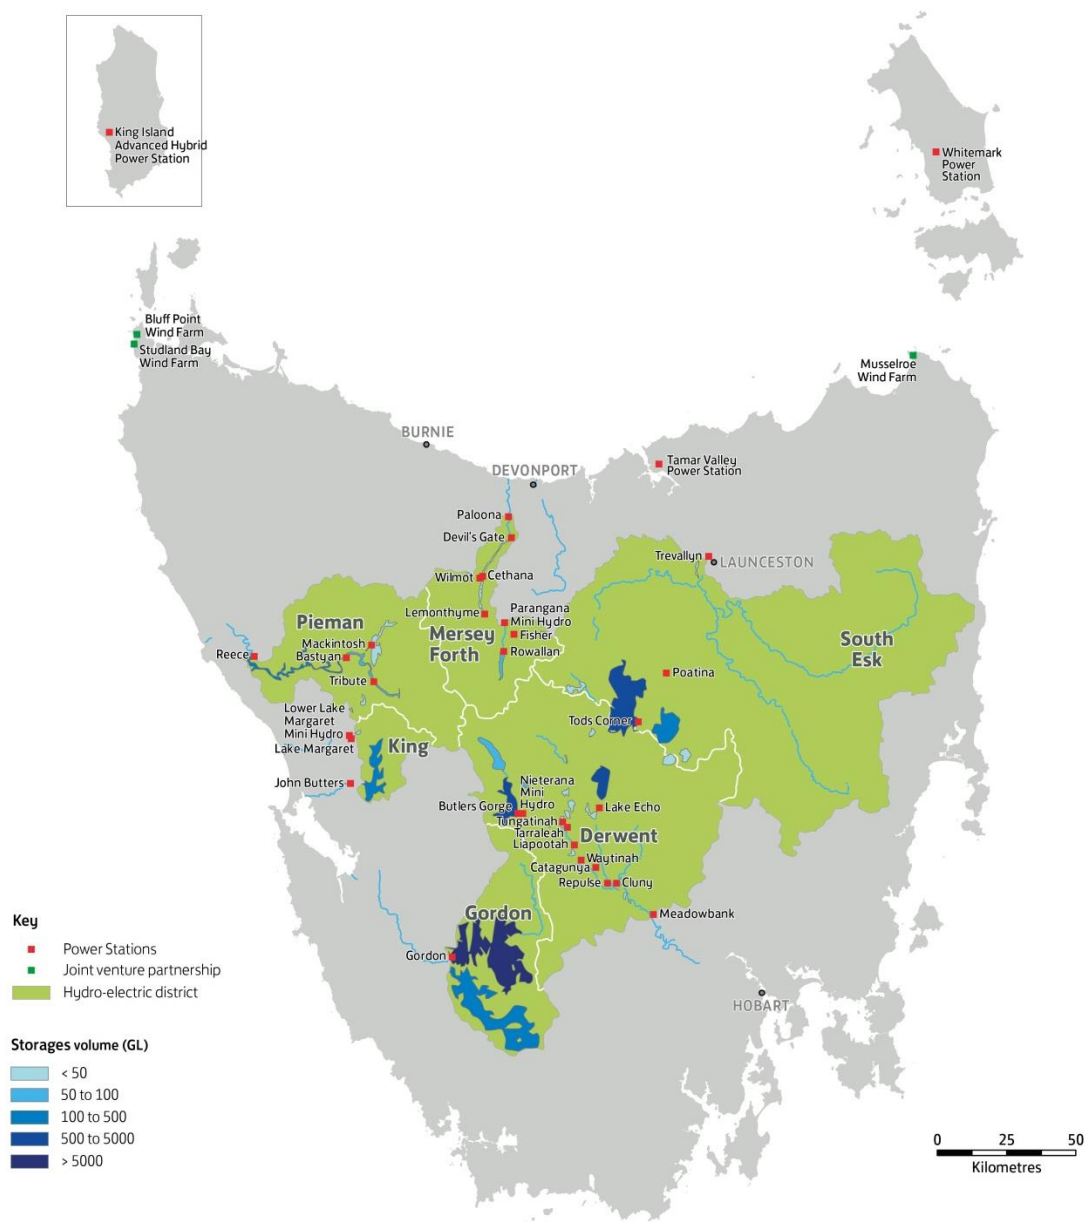 King Island
Advanced Hybrid
Power Station
Whitemark
Power
Station
Bluff Point
Wind Farm
Studland Bay
Wind Farm
Musselroe
Wind Farm
BURNIE
DEVONPORT
Tamar Valley
Power Station
Paloona
Devil's Gate
Trevallyn
LAUNCESTON
Wilmot
Cethana
Lemonthyme
Parangana
Mini Hydro
Fisher
Rowallan
Pieman
Mersey
Forth
South
Esk
Mackintosh
Bastyan
Reece
Tribute
Poatina
Tods Corner
Lower Lake
Margaret
Mini Hydro
Lake Margaret
King
John Butters
Nieterana
Mini
Hydro
Butlers Gorge
Lake Echo
Tungatinah
Tarraleah
Liapootah
Derwent
Waytinah
Catagunya
Repulse
Cluny
Meadowbank
Gordon
Gordon
HOBART
Key
Power Stations
Joint venture partnership
Hydro-electric district
Storages volume (GL)
< 50
50 to 100
100 to 500
500 to 5000
> 5000
0 25 50
Kilometres